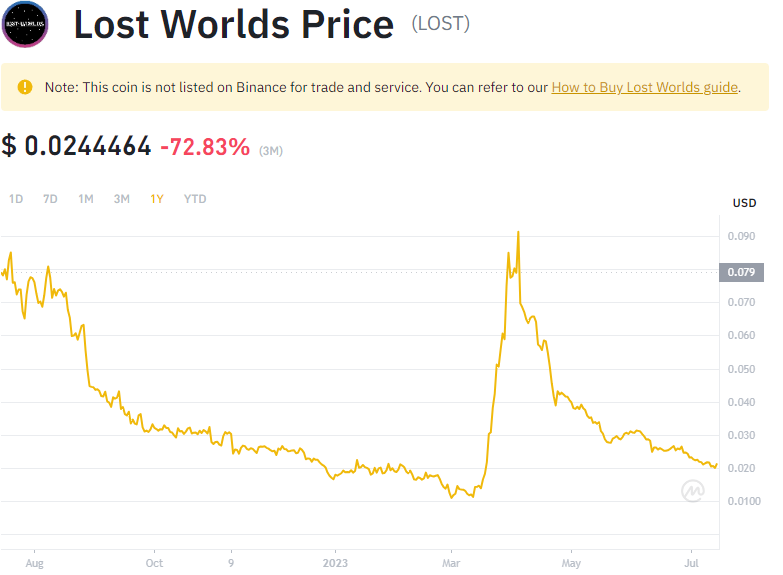 LOST WORLDS
Lost Worlds Price (LOST)
Note: This coin is not listed on Binance for trade and service. You can refer to our How to Buy Lost Worlds guide.
$ 0.0244464 -72.83% (3M)
1D 7D 1M 3M 1Y YTD
USD
0.090
0.079
0.070
0.060
0.050
0.040
0.030
0.020
0.0100
Aug Oct 9 2023 Mar May Jul